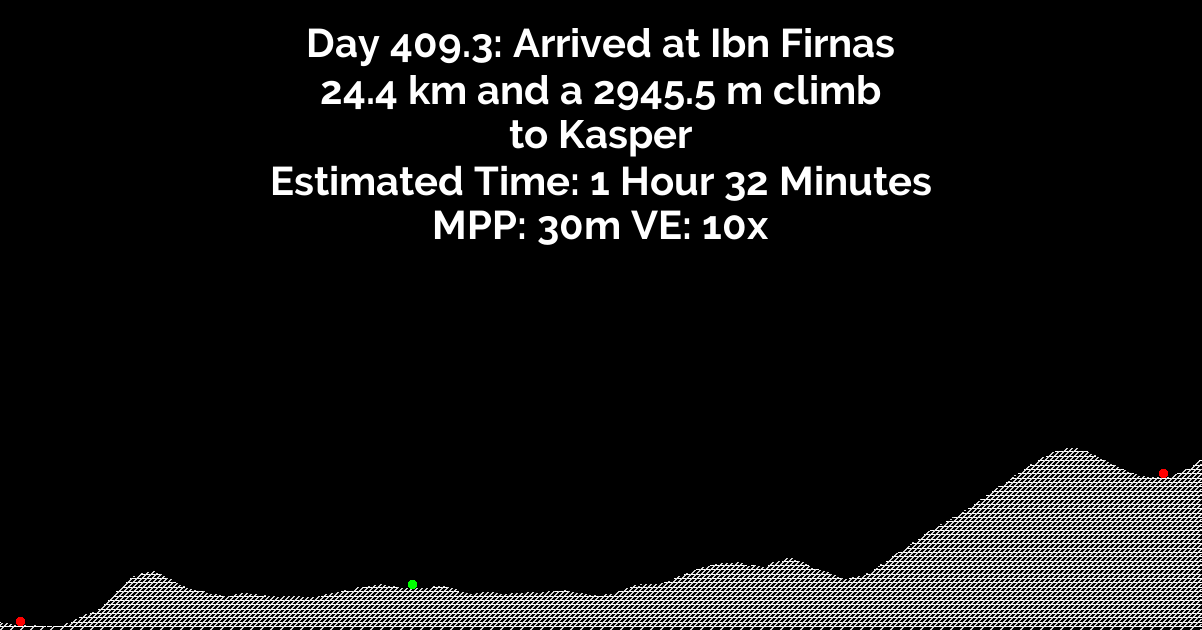 Day 409.3: Arrived at Ibn Firnas
24.4 km and a 2945.5 m climb
to Kasper
Estimated Time: 1 Hour 32 Minutes
MPP: 30m VE: 10x